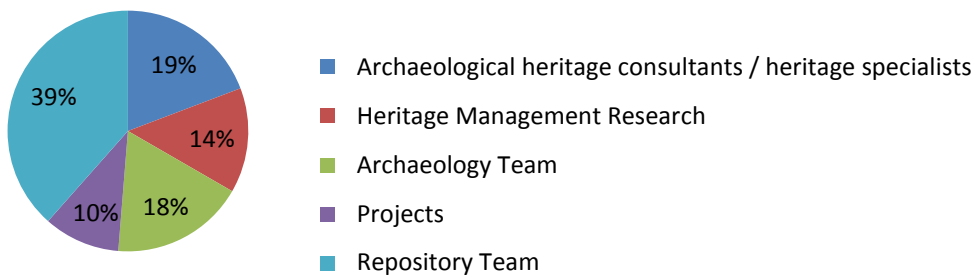 19%
39%
14%
18%
10%
Archaeological heritage consultants / heritage specialists
Heritage Management Research
Archaeology Team
Projects
Repository Team